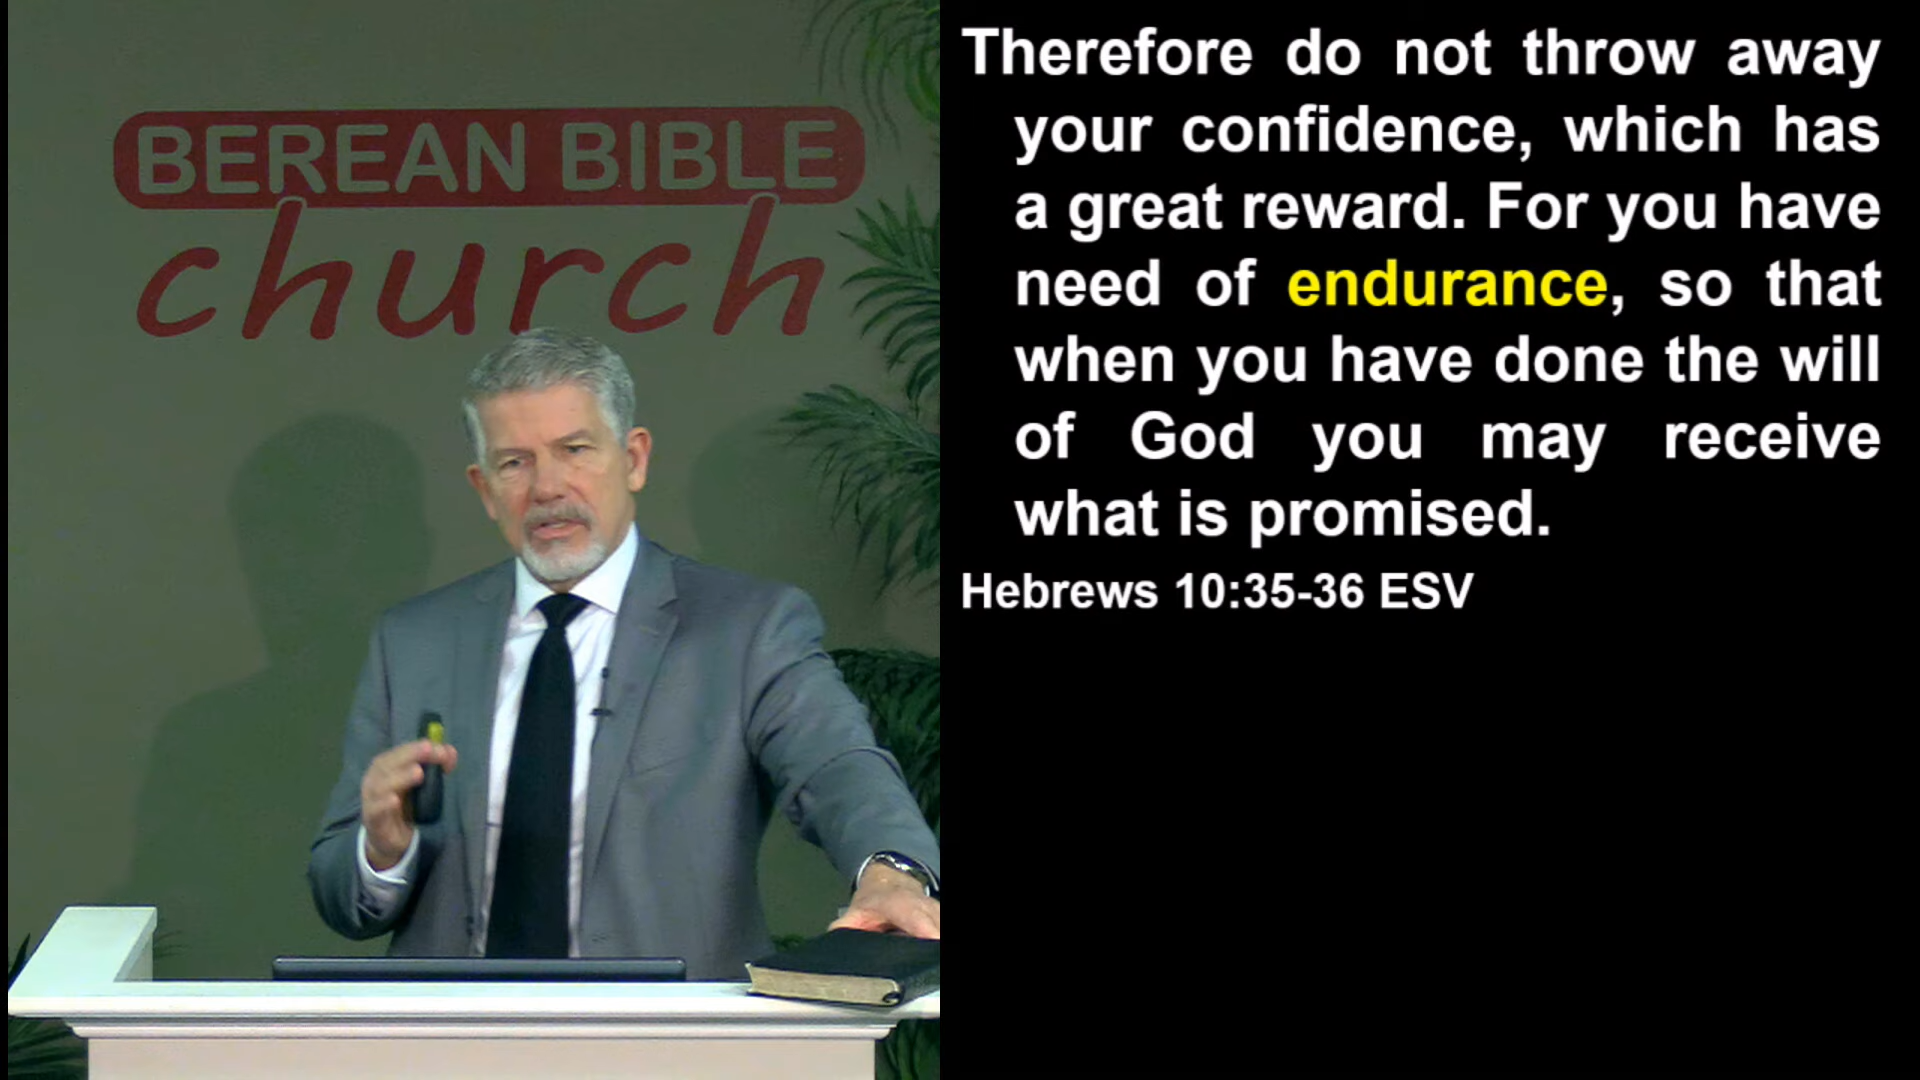 BEREAN BIBLE
church
Therefore do not throw away
your confidence, which has
a great reward. For you have
need of endurance, so that
when you have done the will
of God you may receive
what is promised.
Hebrews 10:35-36 ESV